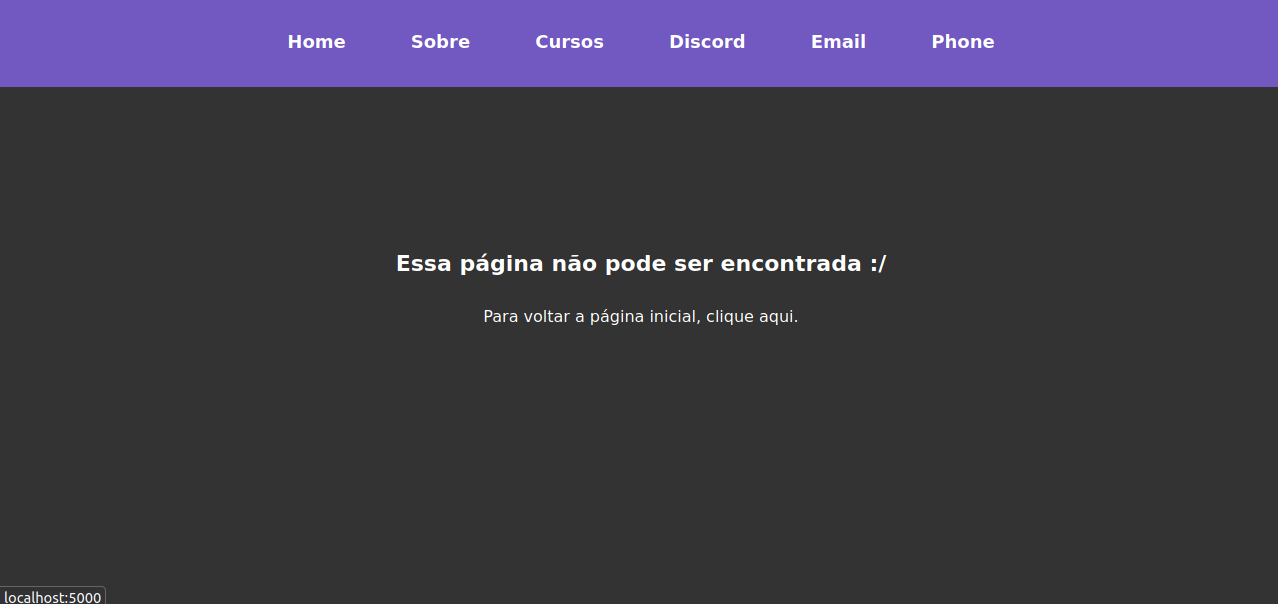 Home Sobre Cursos Discord Email Phone
Essa página não pode ser encontrada :/
Para voltar a página inicial, clique aqui.
localhost:5000